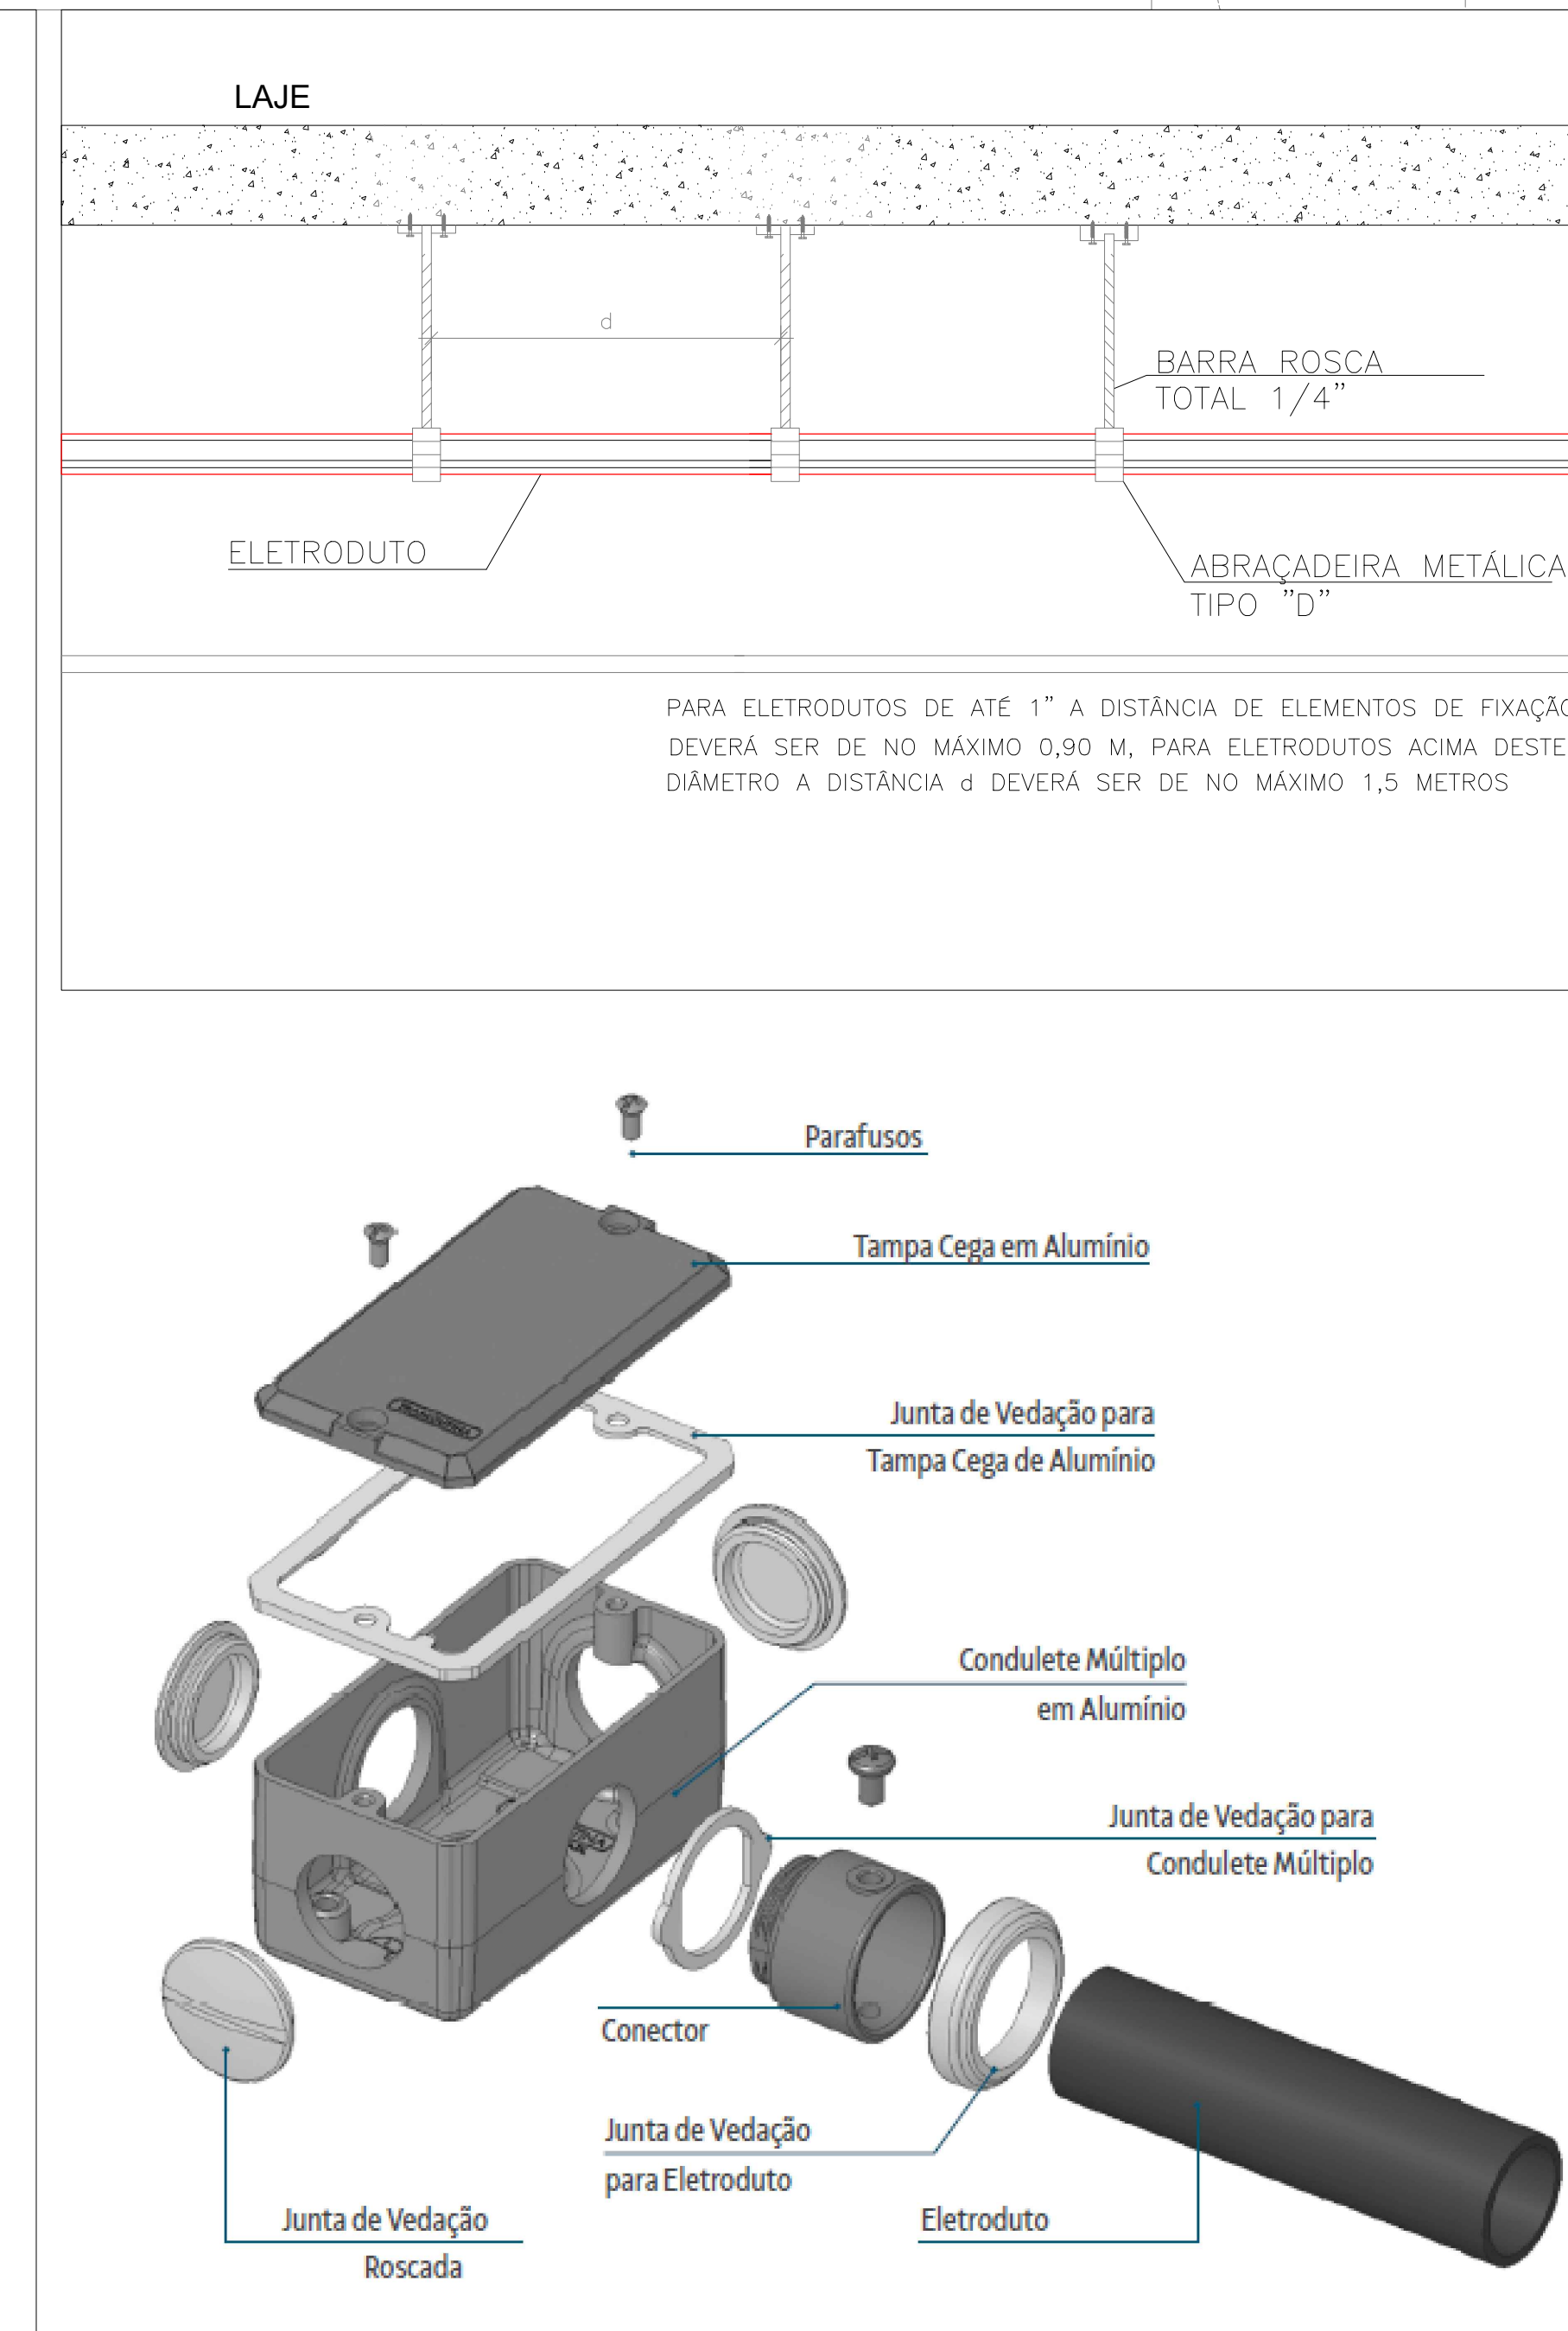 LAJE
d
BARRA ROSCA
TOTAL 1/4”
ELETRODUTO
ABRAÇADEIRA METÁLICA
TIPO ”D”
PARA ELETRODUTOS DE ATÉ 1” A DISTÂNCIA DE ELEMENTOS DE FIXAÇÃO
DEVERÁ SER DE NO MÁXIMO 0,90 M, PARA ELETRODUTOS ACIMA DESTE
DIÂMETRO A DISTÂNCIA d DEVERÁ SER DE NO MÁXIMO 1,5 METROS
Parafusos
Tampa Cega em Alumínio
Junta de Vedação para
Tampa Cega de Alumínio
Condulete Múltiplo
em Alumínio
Junta de Vedação para
Condulete Múltiplo
Conector
Junta de Vedação
para Eletroduto
Eletroduto
Junta de Vedação
Roscada